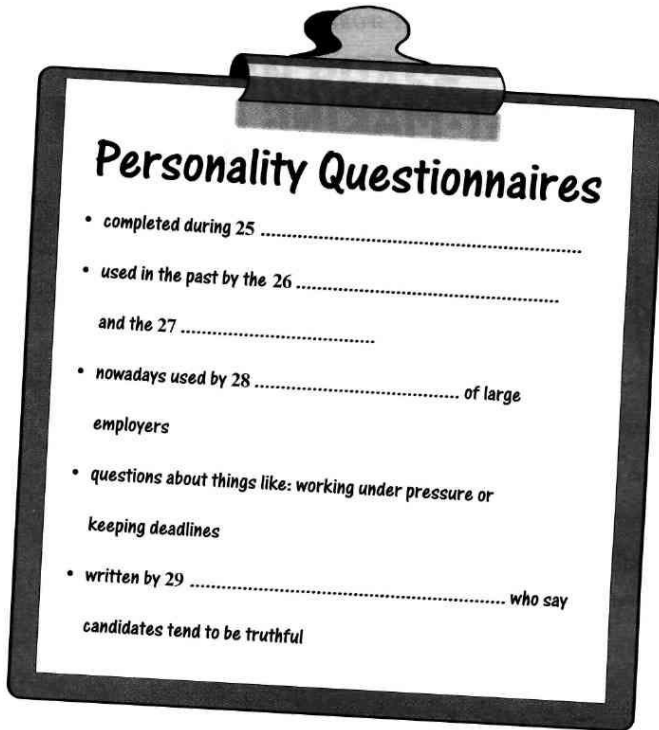 Personality Questionnaires
• completed during 25 ..........................................................
• used in the past by the 26 ................................................
and the 27 ...................................
• nowadays used by 28 ..................................... of large
employers
• questions about things like: working under pressure or
keeping deadlines
• written by 29 ......................................................... who say
candidates tend to be truthful